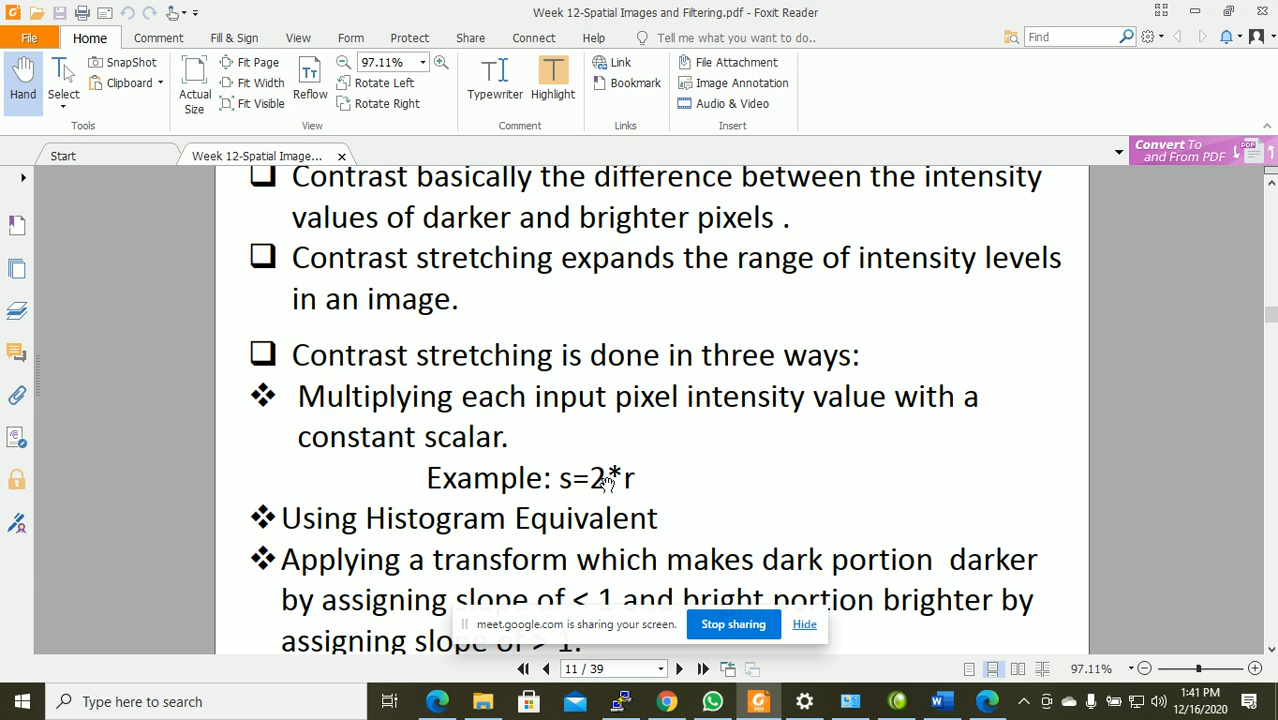 Week 12-Spatial Images and Filtering.pdf - Foxit Reader
File Home Comment Fill & Sign View Form Protect Share Connect Help Tell me what you want to do.. Find
SnapShot Fit Page 97.11% Link File Attachment
Clipboard Fit Width Rotate Left Bookmark Image Annotation
Hand Select Actual Size Fit Visible Reflow Rotate Right Typewriter Highlight Audio & Video
Tools View Comment Links Insert
Start Week 12-Spatial Image... Convert To and From PDF
Contrast basically the difference between the intensity
values of darker and brighter pixels .
Contrast stretching expands the range of intensity levels
in an image.
Contrast stretching is done in three ways:
Multiplying each input pixel intensity value with a
constant scalar.
Example: s=2*r
Using Histogram Equivalent
Applying a transform which makes dark portion darker
by assigning slope of < 1 and bright portion brighter by
assigning slope of > 1.
meet.google.com is sharing your screen. Stop sharing Hide
11 / 39 97.11%
Type here to search
1:41 PM
12/16/2020